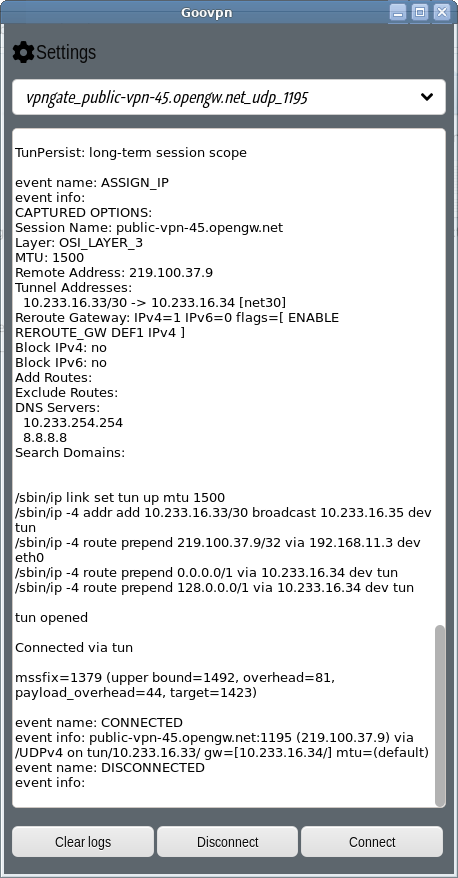 Goovpn
Settings
vpngate_public-vpn-45.opengw.net_udp_1195
TunPersist: long-term session scope
event name: ASSIGN_IP
event info:
CAPTURED OPTIONS:
Session Name: public-vpn-45.opengw.net
Layer: OSI_LAYER_3
MTU: 1500
Remote Address: 219.100.37.9
Tunnel Addresses:
10.233.16.33/30 -> 10.233.16.34 [net30]
Reroute Gateway: IPv4=1 IPv6=0 flags=[ ENABLE
REROUTE_GW DEF1 IPv4 ]
Block IPv4: no
Block IPv6: no
Add Routes:
Exclude Routes:
DNS Servers:
10.233.254.254
8.8.8.8
Search Domains:
/sbin/ip link set tun up mtu 1500
/sbin/ip -4 addr add 10.233.16.33/30 broadcast 10.233.16.35 dev
tun
/sbin/ip -4 route prepend 219.100.37.9/32 via 192.168.11.3 dev
eth0
/sbin/ip -4 route prepend 0.0.0.0/1 via 10.233.16.34 dev tun
/sbin/ip -4 route prepend 128.0.0.0/1 via 10.233.16.34 dev tun
tun opened
Connected via tun
mssfix=1379 (upper bound=1492, overhead=81,
payload_overhead=44, target=1423)
event name: CONNECTED
event info: public-vpn-45.opengw.net:1195 (219.100.37.9) via
/UDPv4 on tun/10.233.16.33/ gw=[10.233.16.34/] mtu=(default)
event name: DISCONNECTED
event info:
Clear logs
Disconnect
Connect